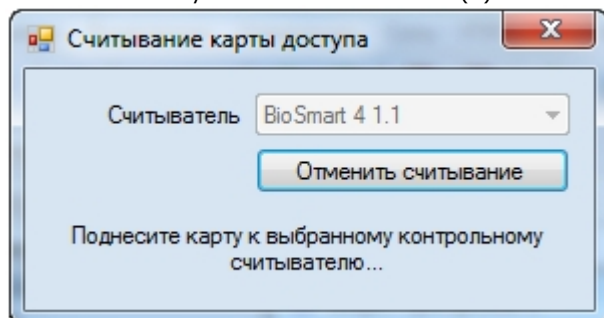 Считывание карты доступа
Считыватель BioSmart 4 1.1
Отменить считывание
Поднесите карту к выбранному контрольному
считывателю...